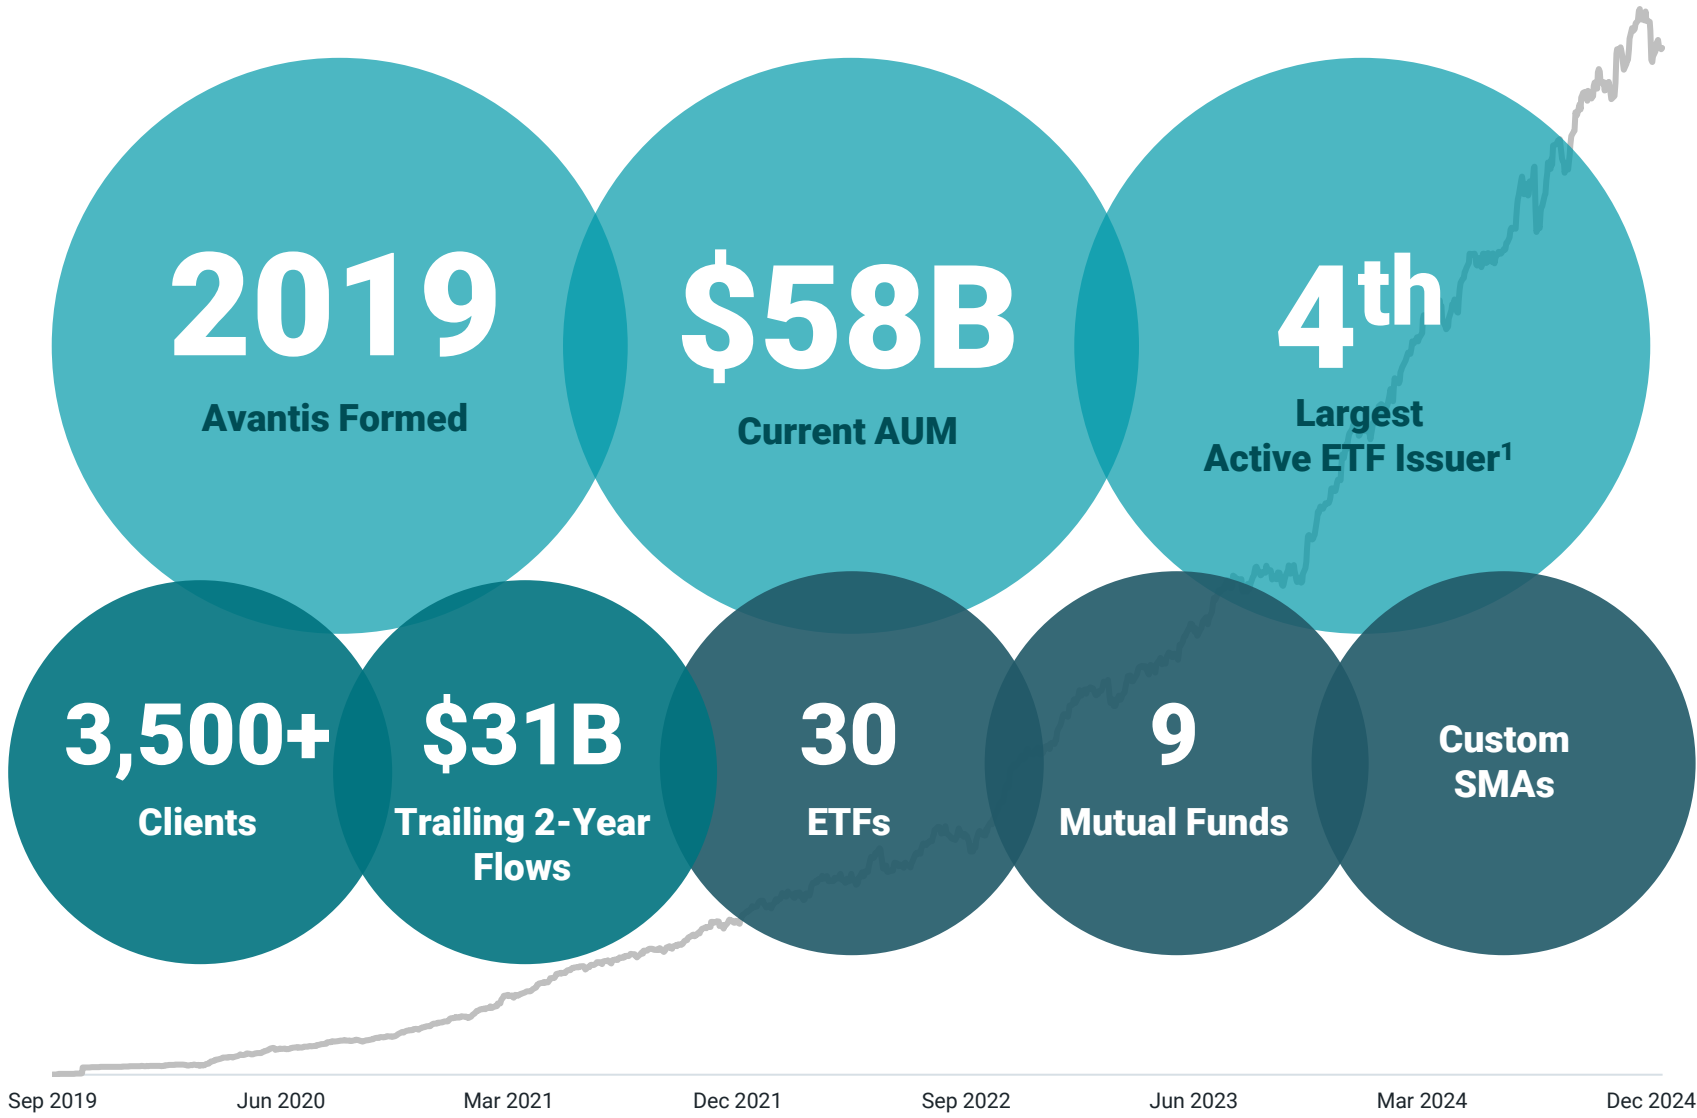 2019
Avantis Formed
$58B
Current AUM
4th
Largest
Active ETF Issuer1
3,500+
Clients
$31B
Trailing 2-Year
Flows
30
ETFs
9
Mutual Funds
Custom
SMAs
Sep 2019
Jun 2020
Mar 2021
Dec 2021
Sep 2022
Jun 2023
Mar 2024
Dec 2024